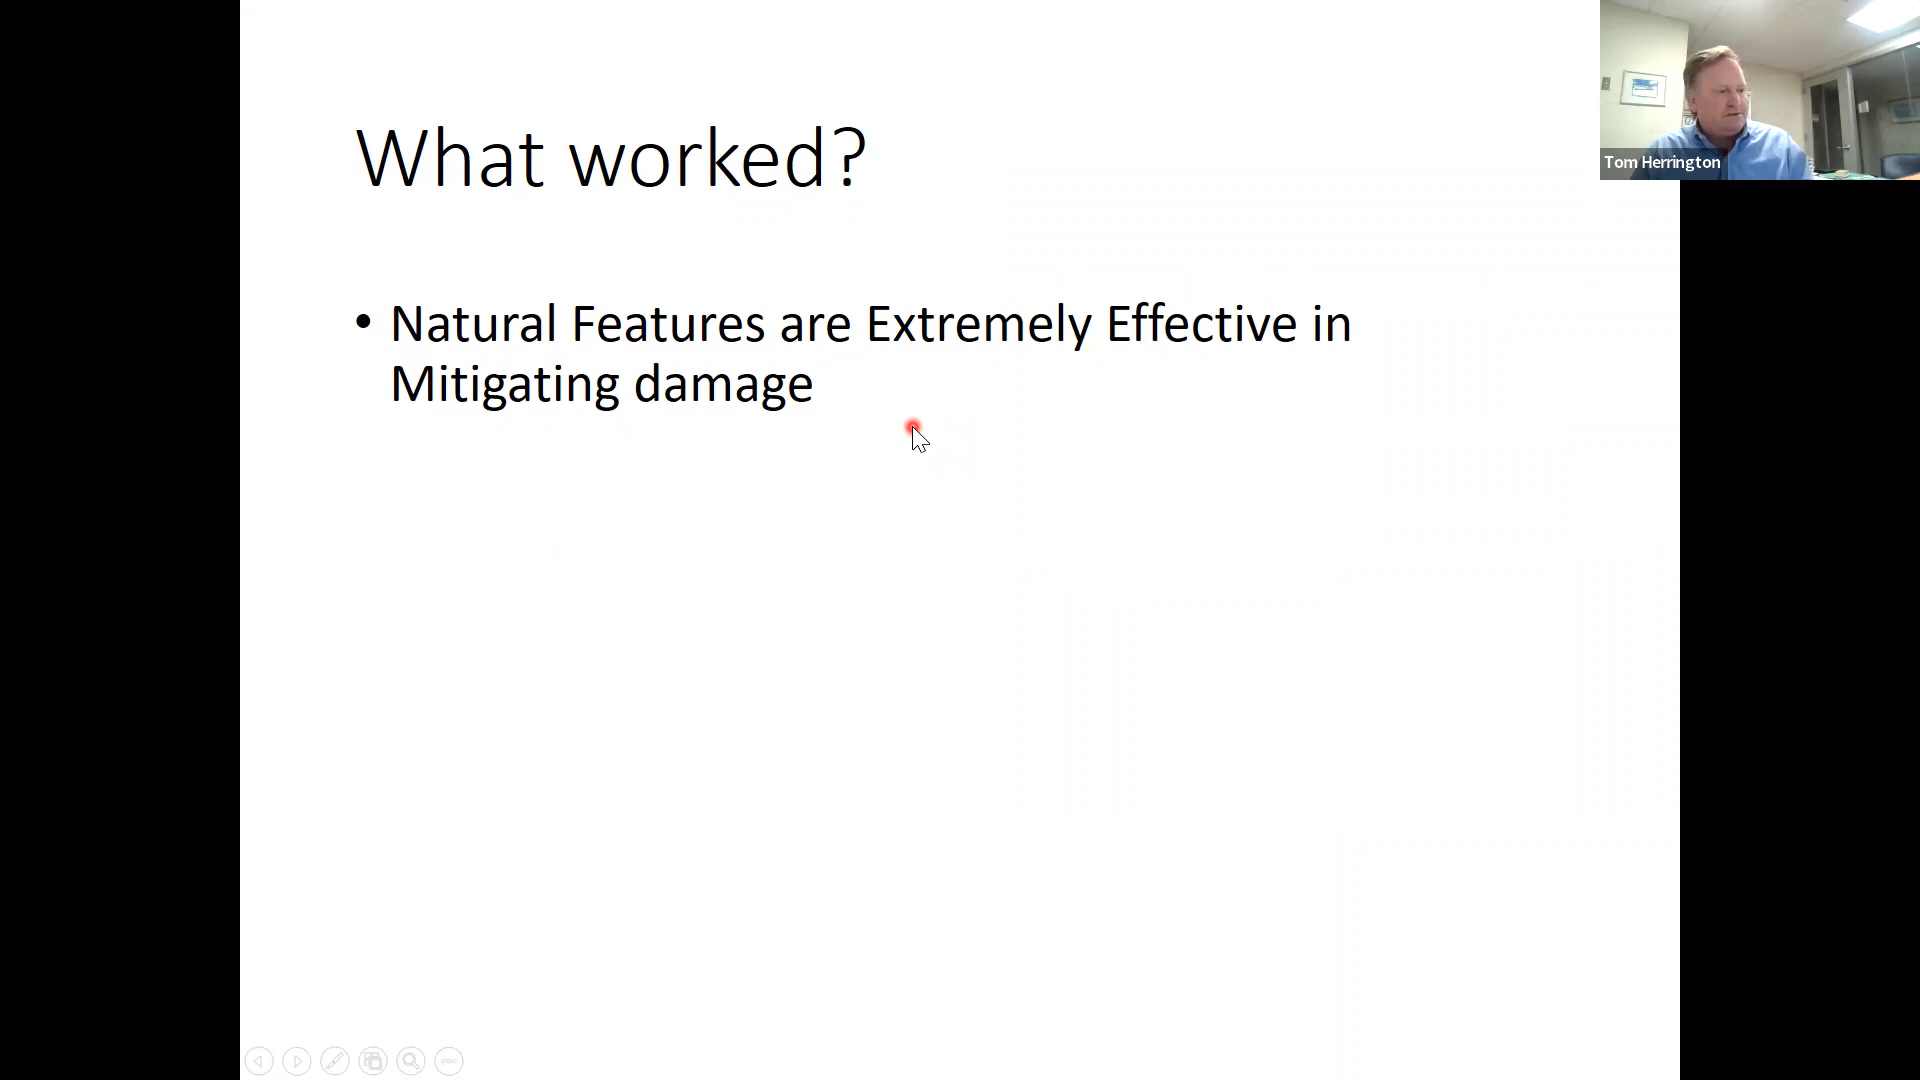 What worked?
• Natural Features are Extremely Effective in
Mitigating damage
Tom Herrington